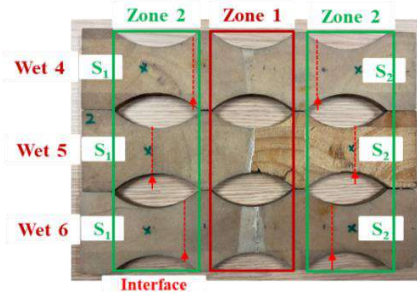 Zone 2 Zone 1 Zone 2
Wet 4 S1 S2
2
Wet 5 S1 S2
Wet 6 S1 S2
Interface